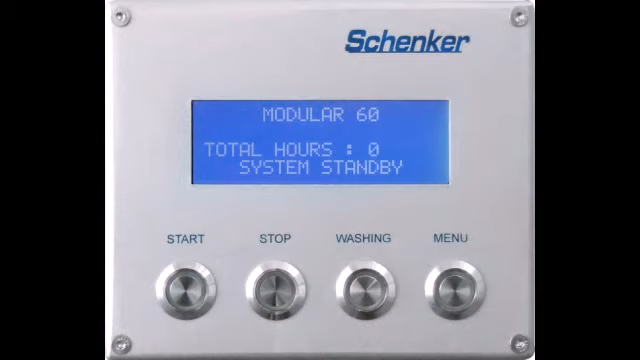 Schenker
MODULAR 60
TOTAL HOURS : 0
SYSTEM STANDBY
START STOP WASHING MENU